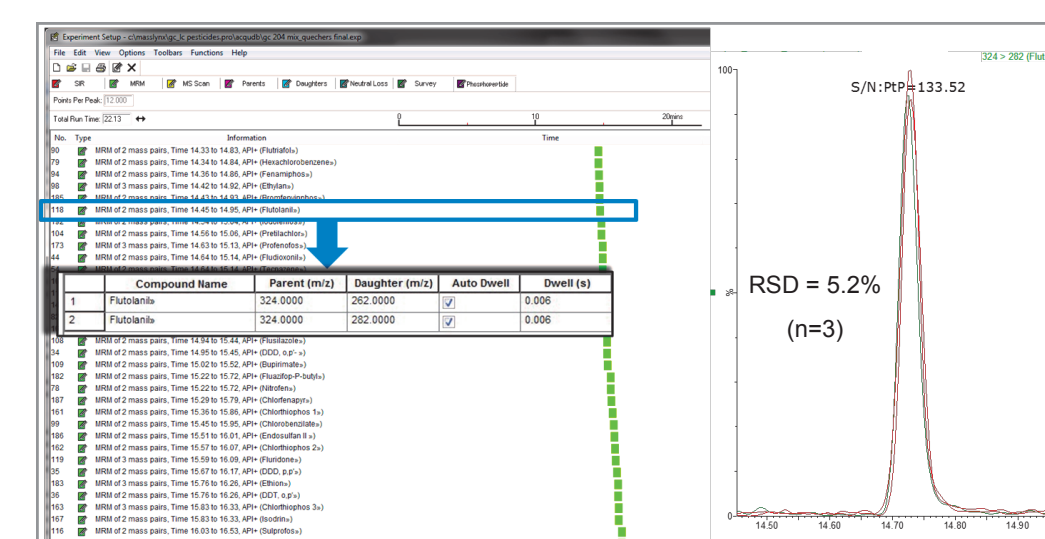 Experiment Setup - c:\masslynx\gc_lc pesticides.pro\acqudb\gc 204 mix_quechers final.exp
File Edit View Options Toolbars Functions Help
SIR MRM MS Scan Parents Daughters Neutral Loss Survey Phosphopeptide
Points Per Peak: 12.000
Total Run Time: 22.13 0 10 20mins
No. Type Information Time
90 MRM of 2 mass pairs, Time 14.33 to 14.83, API+ (Flutriafol»)
79 MRM of 2 mass pairs, Time 14.34 to 14.84, API+ (Hexachlorobenzene»)
94 MRM of 2 mass pairs, Time 14.36 to 14.86, API+ (Fenamiphos»)
98 MRM of 3 mass pairs, Time 14.42 to 14.92, API+ (Ethylan»)
185 MRM of 2 mass pairs, Time 14.43 to 14.93, API+ (Bromfenvinphos»)
118 MRM of 2 mass pairs, Time 14.45 to 14.95, API+ (Flutolanil»)
104 MRM of 2 mass pairs, Time 14.56 to 15.06, API+ (Pretilachlor»)
173 MRM of 3 mass pairs, Time 14.63 to 15.13, API+ (Profenofos»)
44 MRM of 2 mass pairs, Time 14.64 to 15.14, API+ (Fludioxonil»)
Compound Name Parent (m/z) Daughter (m/z) Auto Dwell Dwell (s)
1 Flutolanil» 324.0000 262.0000 0.006
2 Flutolanil» 324.0000 282.0000 0.006
108 MRM of 2 mass pairs, Time 14.94 to 15.44, API+ (Flusilazole»)
34 MRM of 2 mass pairs, Time 14.95 to 15.45, API+ (DDD, o,p'- »)
109 MRM of 2 mass pairs, Time 15.02 to 15.52, API+ (Bupirimate»)
182 MRM of 2 mass pairs, Time 15.22 to 15.72, API+ (Fluazifop-P-butyl»)
78 MRM of 2 mass pairs, Time 15.22 to 15.72, API+ (Nitrofen»)
187 MRM of 2 mass pairs, Time 15.29 to 15.79, API+ (Chlorfenapyr»)
161 MRM of 2 mass pairs, Time 15.36 to 15.86, API+ (Chlorthiophos 1»)
99 MRM of 2 mass pairs, Time 15.45 to 15.95, API+ (Chlorobenzilate»)
186 MRM of 2 mass pairs, Time 15.51 to 16.01, API+ (Endosulfan II »)
162 MRM of 2 mass pairs, Time 15.57 to 16.07, API+ (Chlorthiophos 2»)
119 MRM of 3 mass pairs, Time 15.59 to 16.09, API+ (Fluridone»)
35 MRM of 2 mass pairs, Time 15.67 to 16.17, API+ (DDD, p,p'»)
183 MRM of 3 mass pairs, Time 15.76 to 16.26, API+ (Ethion»)
36 MRM of 2 mass pairs, Time 15.76 to 16.26, API+ (DDT, o,p'»)
163 MRM of 3 mass pairs, Time 15.83 to 16.33, API+ (Chlorthiophos 3»)
167 MRM of 2 mass pairs, Time 15.83 to 16.33, API+ (Isodrin»)
116 MRM of 2 mass pairs, Time 16.03 to 16.53, API+ (Sulprofos»)
324 > 282 (Flut
100
S/N:PtP=133.52
%
RSD = 5.2%
(n=3)
0
14.50 14.60 14.70 14.80 14.90